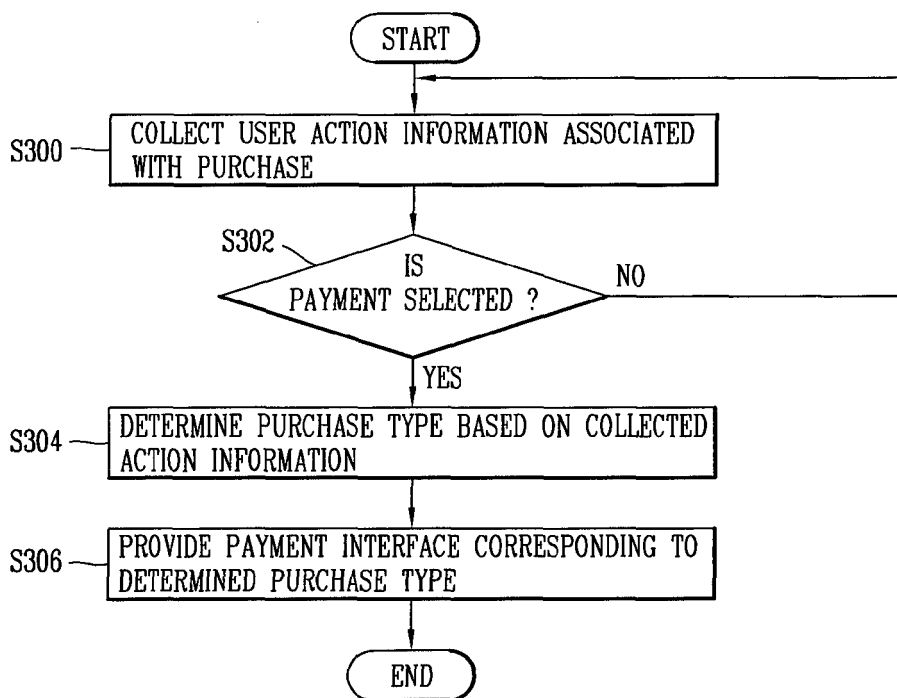 START
S300
COLLECT USER ACTION INFORMATION ASSOCIATED
WITH PURCHASE
S302
IS
PAYMENT SELECTED ?
NO
YES
S304
DETERMINE PURCHASE TYPE BASED ON COLLECTED
ACTION INFORMATION
S306
PROVIDE PAYMENT INTERFACE CORRESPONDING TO
DETERMINED PURCHASE TYPE
END